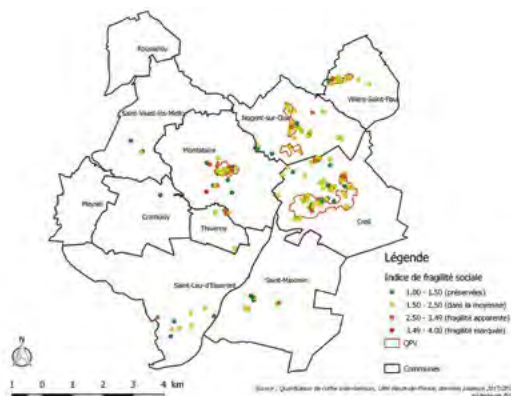 Rousseloy
Villers-Saint-Paul
Saint-Vaast-lès-Mello
Nogent-sur-Oise
Montataire
Maysel
Cramoisy
Creil
Thiverny
Légende
Saint-Leu-d'Esserent
Saint-Maximin
Indice de fragilité sociale
1.00 - 1.50 (préservées)
1.50 - 2.50 (dans la moyenne)
2.50 - 3.49 (fragilité apparente)
3.49 - 4.00 (fragilité marquée)
N
QPV
Communes
1 0 1 2 3 4 km